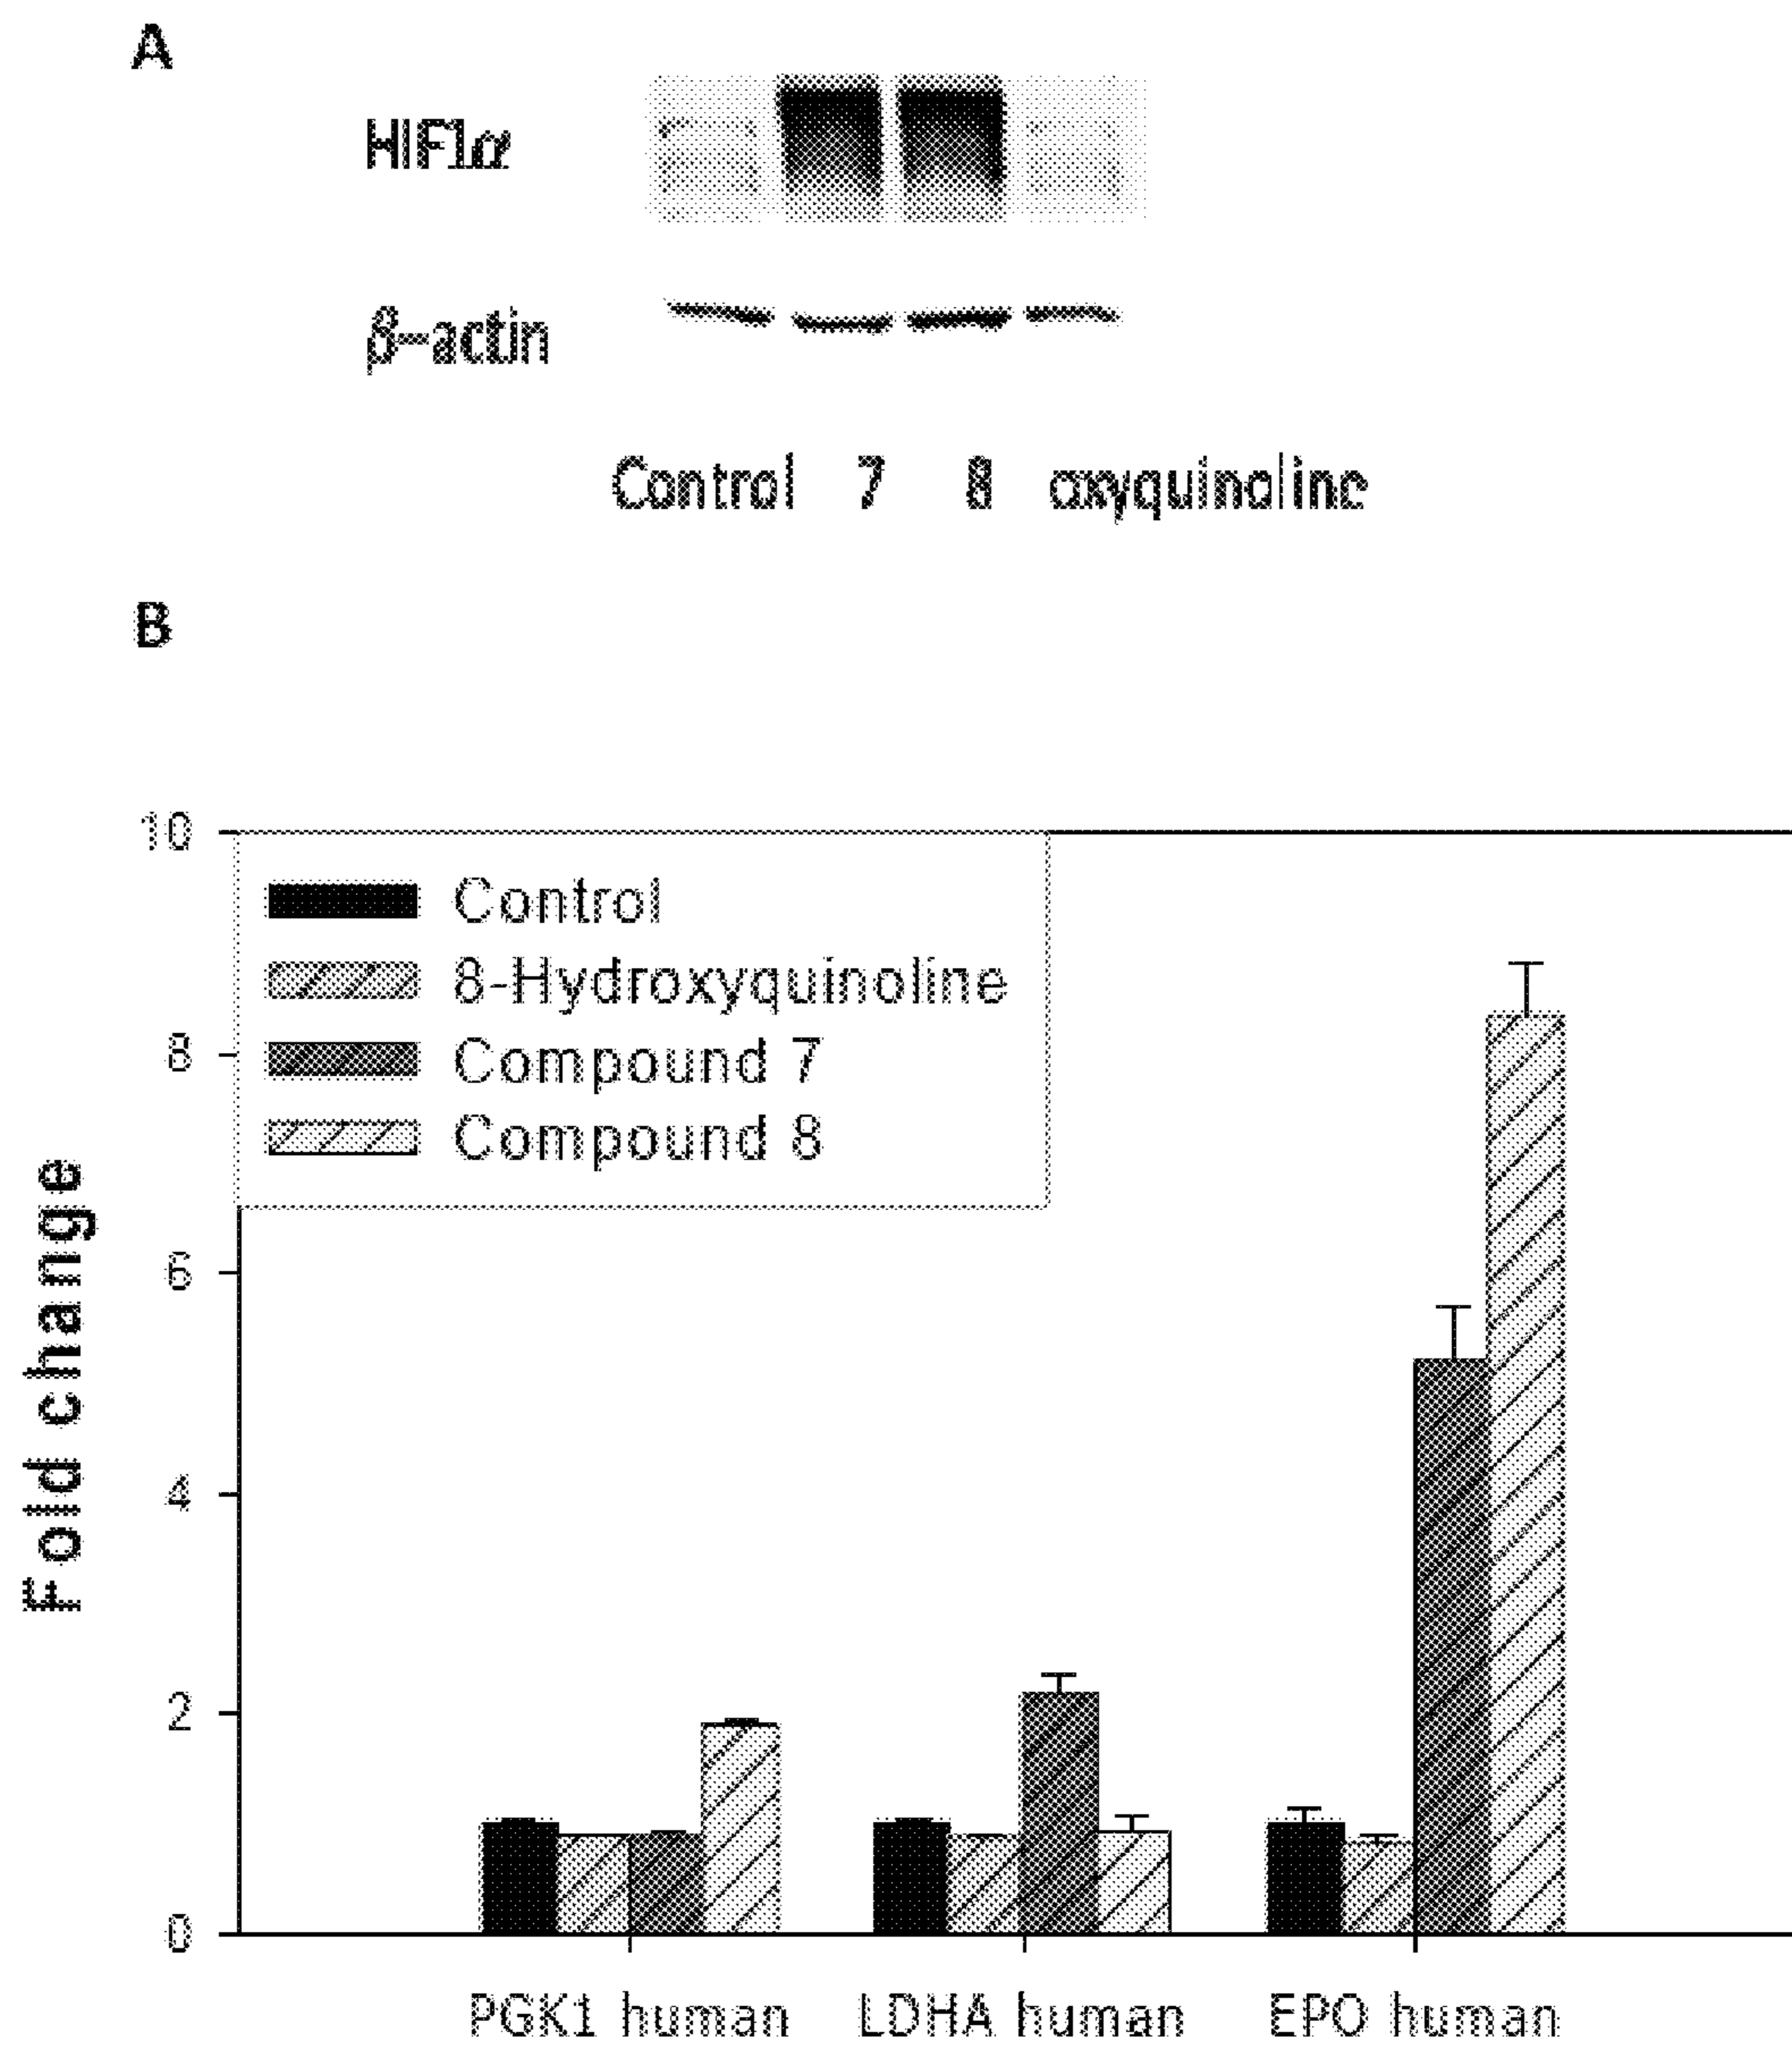 A
HIF1α
β-actin
Control 7 8 oxyquinoline
B
10
Control
8-Hydroxyquinoline
8
Compound 7
Compound 8
6
4
2
0
Fold change
PGK1 human LDHA human EPO human